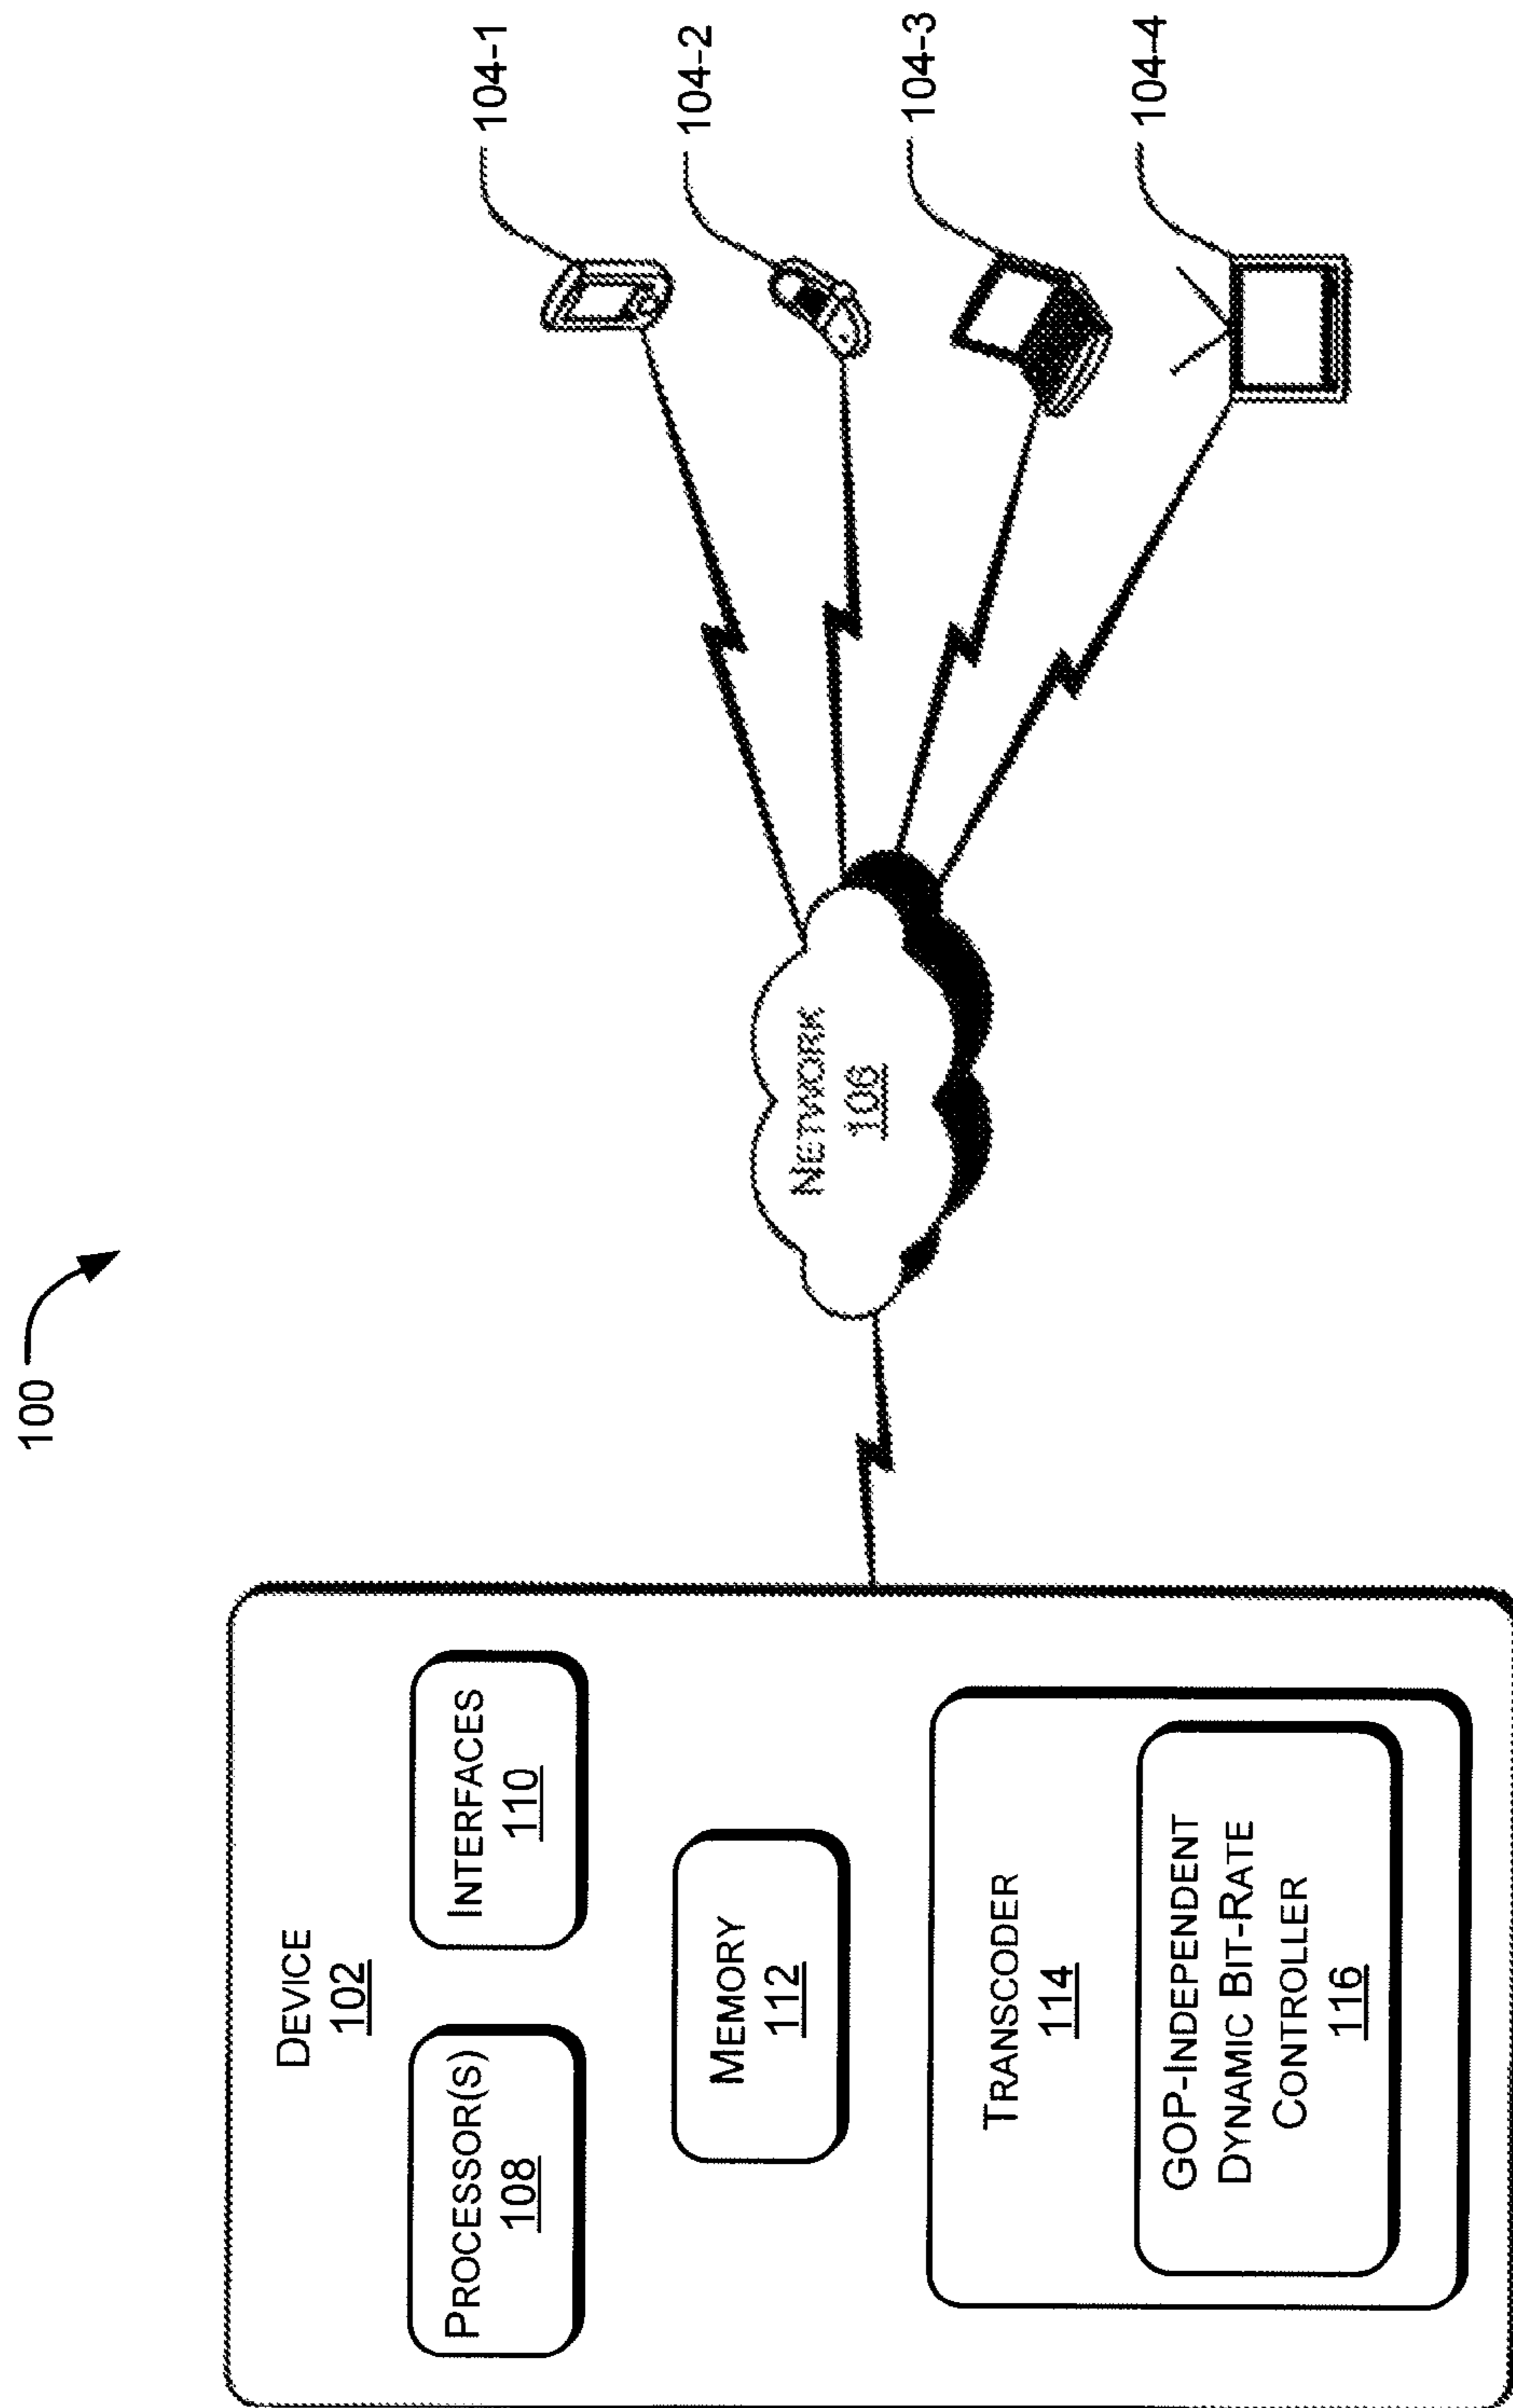 100
DEVICE
102
PROCESSOR(S)
108
INTERFACES
110
MEMORY
112
TRANSCODER
114
GOP-INDEPENDENT
DYNAMIC BIT-RATE
CONTROLLER
116
NETWORK
106
104-1
104-2
104-3
104-4